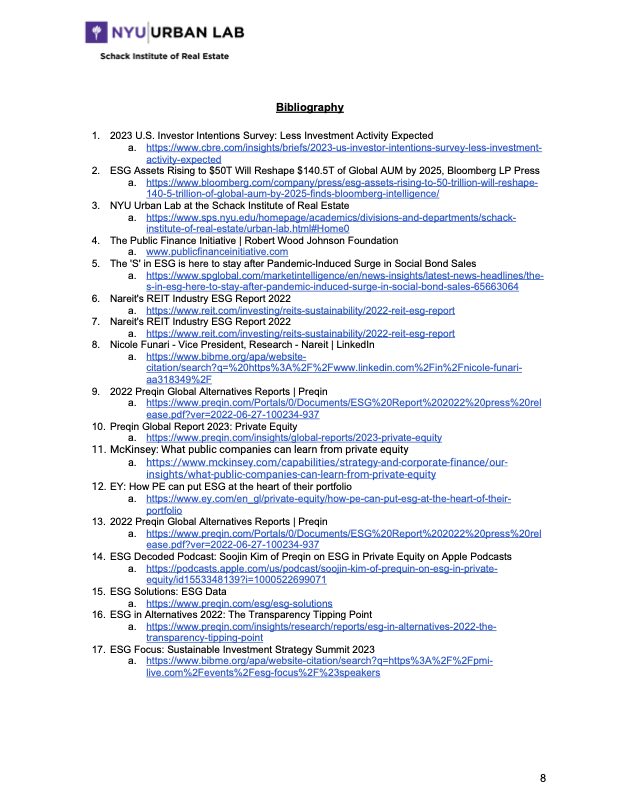 NYU URBAN LAB
Schack Institute of Real Estate
Bibliography
1. 2023 U.S. Investor Intentions Survey: Less Investment Activity Expected
a. https://www.cbre.com/insights/briefs/2023-us-investor-intentions-survey-less-investment-
activity-expected
2. ESG Assets Rising to $50T Will Reshape $140.5T of Global AUM by 2025, Bloomberg LP Press
a. https://www.bloomberg.com/company/press/esg-assets-rising-to-50-trillion-will-reshape-
140-5-trillion-of-global-aum-by-2025-finds-bloomberg-intelligence/
3. NYU Urban Lab at the Schack Institute of Real Estate
a. https://www.sps.nyu.edu/homepage/academics/divisions-and-departments/schack-
institute-of-real-estate/urban-lab.html#Home0
4. The Public Finance Initiative | Robert Wood Johnson Foundation
a. www.publicfinanceinitiative.com
5. The 'S' in ESG is here to stay after Pandemic-Induced Surge in Social Bond Sales
a. https://www.spglobal.com/marketintelligence/en/news-insights/latest-news-headlines/the-
s-in-esg-here-to-stay-after-pandemic-induced-surge-in-social-bond-sales-65663064
6. Nareit's REIT Industry ESG Report 2022
a. https://www.reit.com/investing/reits-sustainability/2022-reit-esg-report
7. Nareit's REIT Industry ESG Report 2022
a. https://www.reit.com/investing/reits-sustainability/2022-reit-esg-report
8. Nicole Funari - Vice President, Research - Nareit | LinkedIn
a. https://www.bibme.org/apa/website-
citation/search?q=%20https%3A%2F%2Fwww.linkedin.com%2Fin%2Fnicole-funari-
aa318349%2F
9. 2022 Preqin Global Alternatives Reports | Preqin
a. https://www.preqin.com/Portals/0/Documents/ESG%20Report%202022%20press%20rel
ease.pdf?ver=2022-06-27-100234-937
10. Preqin Global Report 2023: Private Equity
a. https://www.preqin.com/insights/global-reports/2023-private-equity
11. McKinsey: What public companies can learn from private equity
a. https://www.mckinsey.com/capabilities/strategy-and-corporate-finance/our-
insights/what-public-companies-can-learn-from-private-equity
12. EY: How PE can put ESG at the heart of their portfolio
a. https://www.ey.com/en_gl/private-equity/how-pe-can-put-esg-at-the-heart-of-their-
portfolio
13. 2022 Preqin Global Alternatives Reports | Preqin
a. https://www.preqin.com/Portals/0/Documents/ESG%20Report%202022%20press%20rel
ease.pdf?ver=2022-06-27-100234-937
14. ESG Decoded Podcast: Soojin Kim of Preqin on ESG in Private Equity on Apple Podcasts
a. https://podcasts.apple.com/us/podcast/soojin-kim-of-prequin-on-esg-in-private-
equity/id1553348139?i=1000522699071
15. ESG Solutions: ESG Data
a. https://www.preqin.com/esg/esg-solutions
16. ESG in Alternatives 2022: The Transparency Tipping Point
a. https://www.preqin.com/insights/research/reports/esg-in-alternatives-2022-the-
transparency-tipping-point
17. ESG Focus: Sustainable Investment Strategy Summit 2023
a. https://www.bibme.org/apa/website-citation/search?q=https%3A%2F%2Fpmi-
live.com%2Fevents%2Fesg-focus%2F%23speakers
8